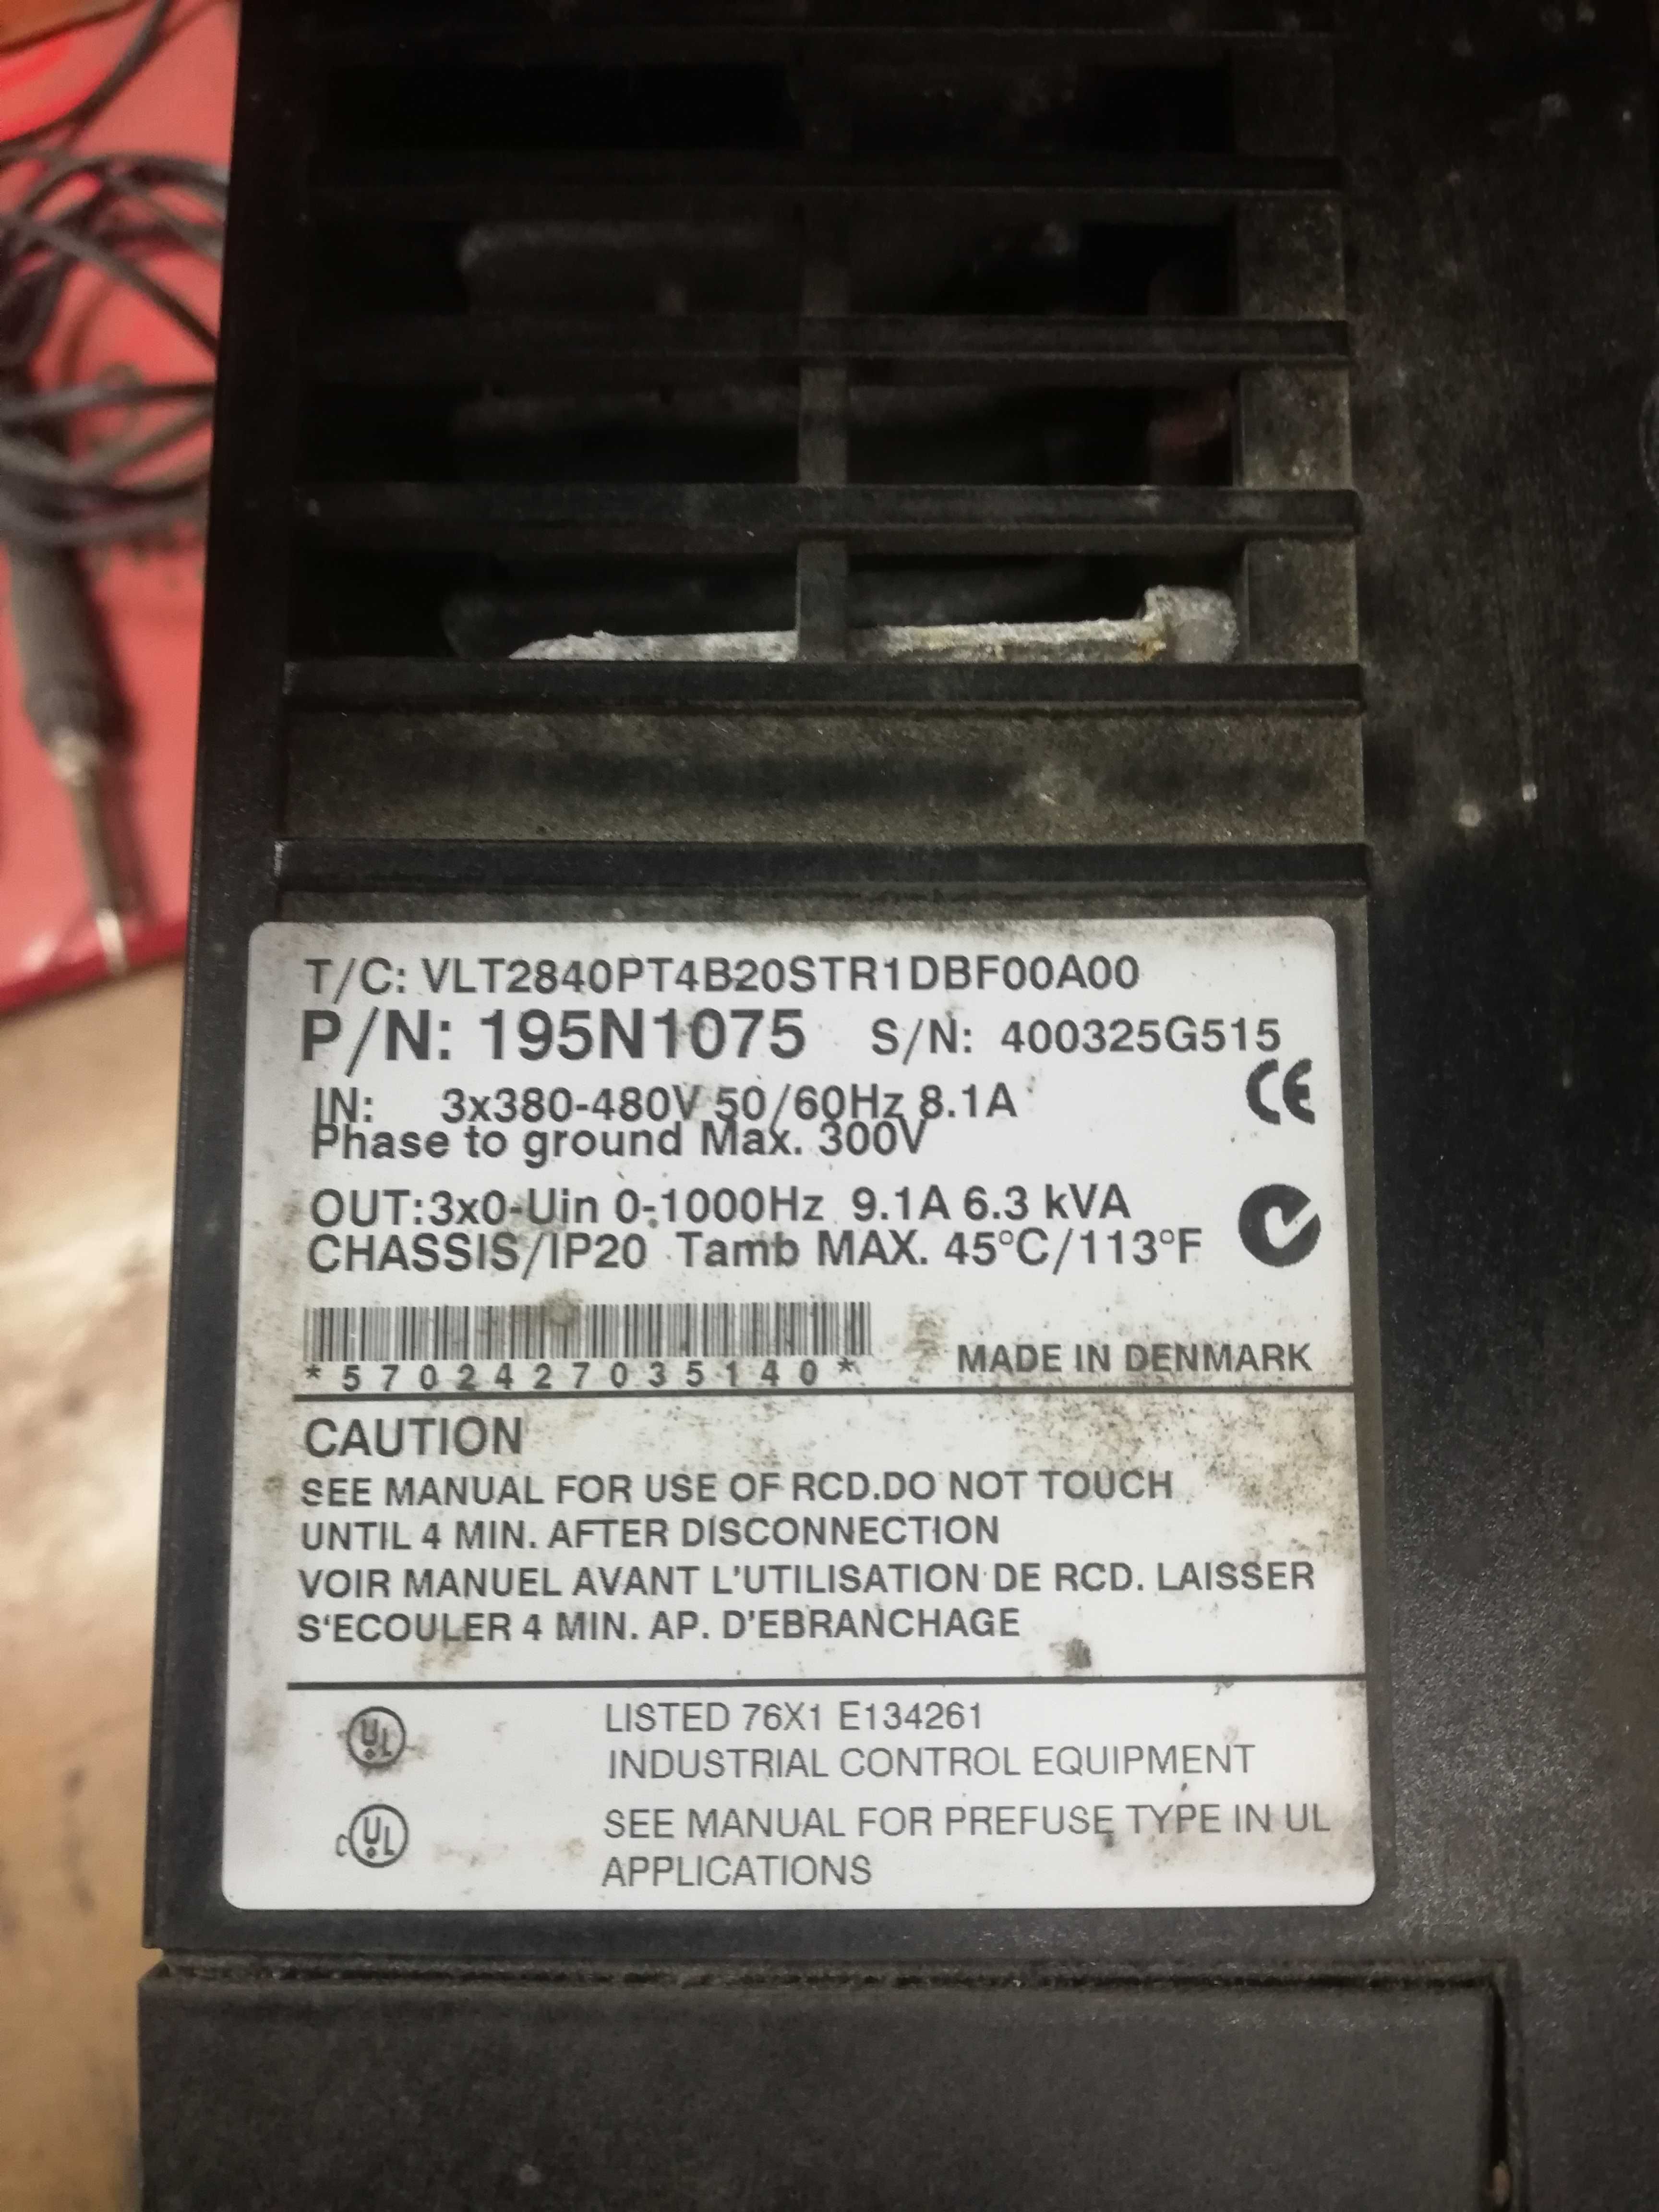 T/C: VLT2840PT4B20STR1DBF00A00
P/N: 195N1075 S/N: 400325G515
IN: 3x380-480V 50/60Hz 8.1A
Phase to ground Max. 300V
CE
OUT:3x0-Uin 0-1000Hz 9.1A 6.3 kVA
CHASSIS/IP20 Tamb MAX. 45°C/113°F
*5702427035140* MADE IN DENMARK
CAUTION
SEE MANUAL FOR USE OF RCD.DO NOT TOUCH
UNTIL 4 MIN. AFTER DISCONNECTION
VOIR MANUEL AVANT L'UTILISATION DE RCD. LAISSER
S'ECOULER 4 MIN. AP. D'EBRANCHAGE
UL LISTED 76X1 E134261
INDUSTRIAL CONTROL EQUIPMENT
c UL SEE MANUAL FOR PREFUSE TYPE IN UL
APPLICATIONS